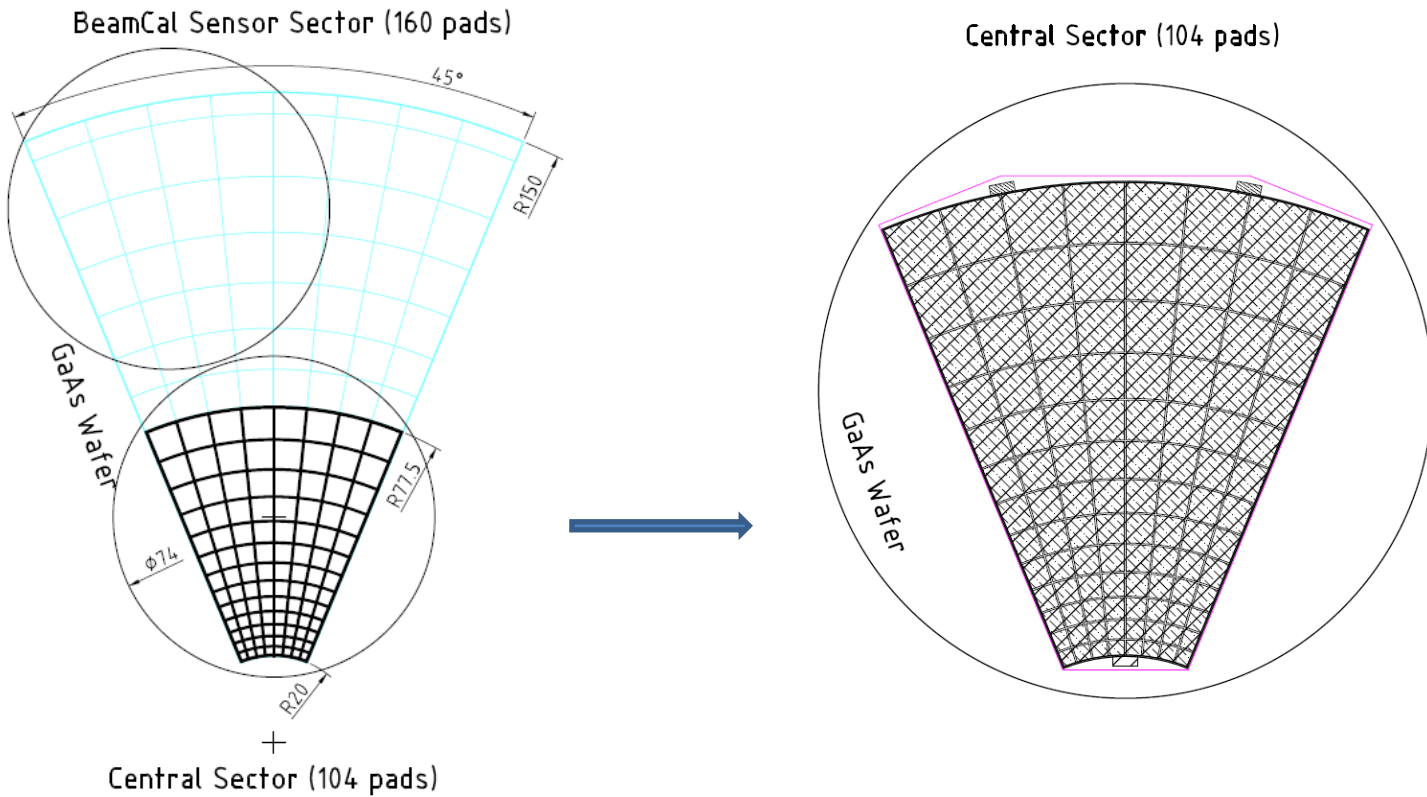 BeamCal Sensor Sector (160 pads)
45°
R150
GaAs Wafer
R77.5
Ø74
R20
Central Sector (104 pads)
Central Sector (104 pads)
GaAs Wafer